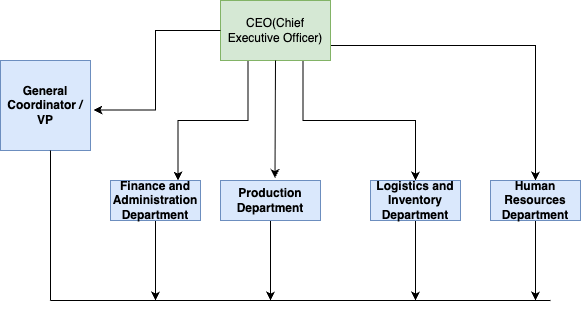 CEO(Chief
Executive Officer)
General
Coordinator /
VP
Finance and
Administration
Department
Production
Department
Logistics and
Inventory
Department
Human
Resources
Department